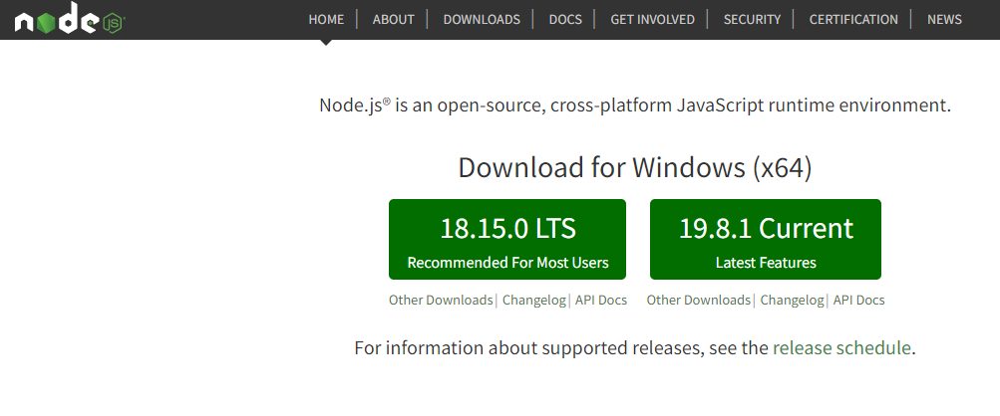 node JS
HOME | ABOUT | DOWNLOADS | DOCS | GET INVOLVED | SECURITY | CERTIFICATION | NEWS
Node.js® is an open-source, cross-platform JavaScript runtime environment.
Download for Windows (x64)
18.15.0 LTS
Recommended For Most Users
19.8.1 Current
Latest Features
Other Downloads | Changelog | API Docs
Other Downloads | Changelog | API Docs
For information about supported releases, see the release schedule.